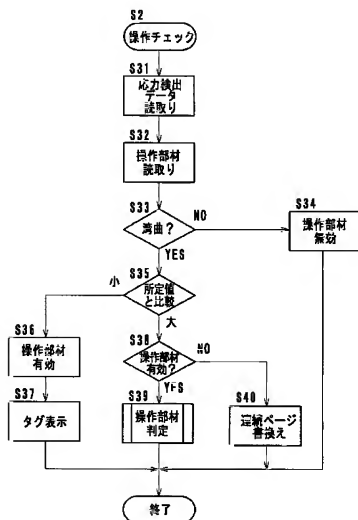 S2
操作チェック
S31
応力検出
データ
読取り
S32
操作部材
読取り
S33
湾曲?
NO
S34
操作部材
無効
YES
S35
所定値
と比較
小
大
S36
操作部材
有効
S38
操作部材
有効?
NO
S37
タグ表示
YES
S39
操作部材
判定
S40
連続ページ
書換え
終了